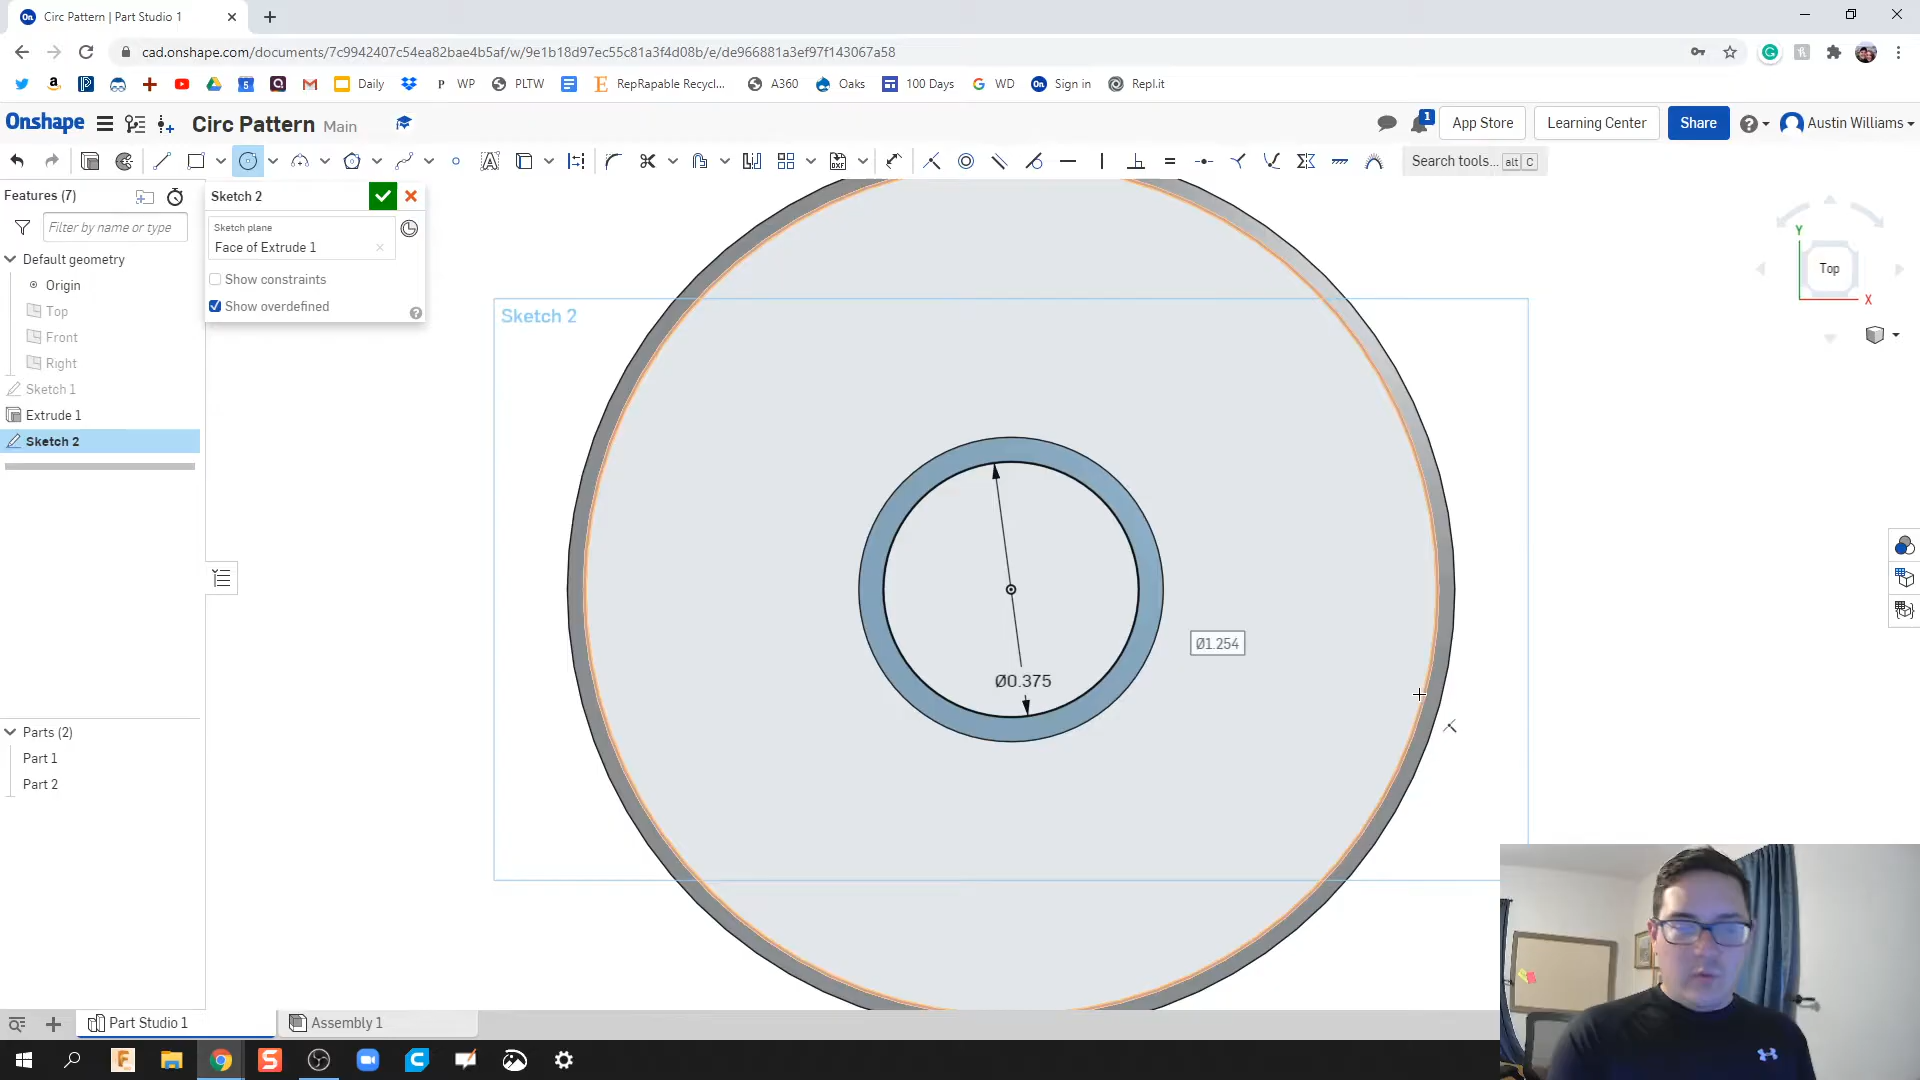 Circ Pattern | Part Studio 1
cad.onshape.com/documents/7c9942407c54ea82bae4b5af/w/9e1b18d97ec55c81a3f4d08b/e/de966881a3ef97f143067a58
Daily
WP
PLTW
RepRapable Recycl...
A360
Oaks
100 Days
WD
Sign in
Repl.it
Onshape
Circ Pattern Main
1
App Store
Learning Center
Share
Austin Williams
Search tools... alt C
Features (7)
Filter by name or type
Default geometry
Origin
Top
Front
Right
Sketch 1
Extrude 1
Sketch 2
Sketch 2
Sketch plane
Face of Extrude 1
Show constraints
Show overdefined
Sketch 2
Ø1.254
Ø0.375
Y
Top
X
Parts (2)
Part 1
Part 2
Part Studio 1
Assembly 1